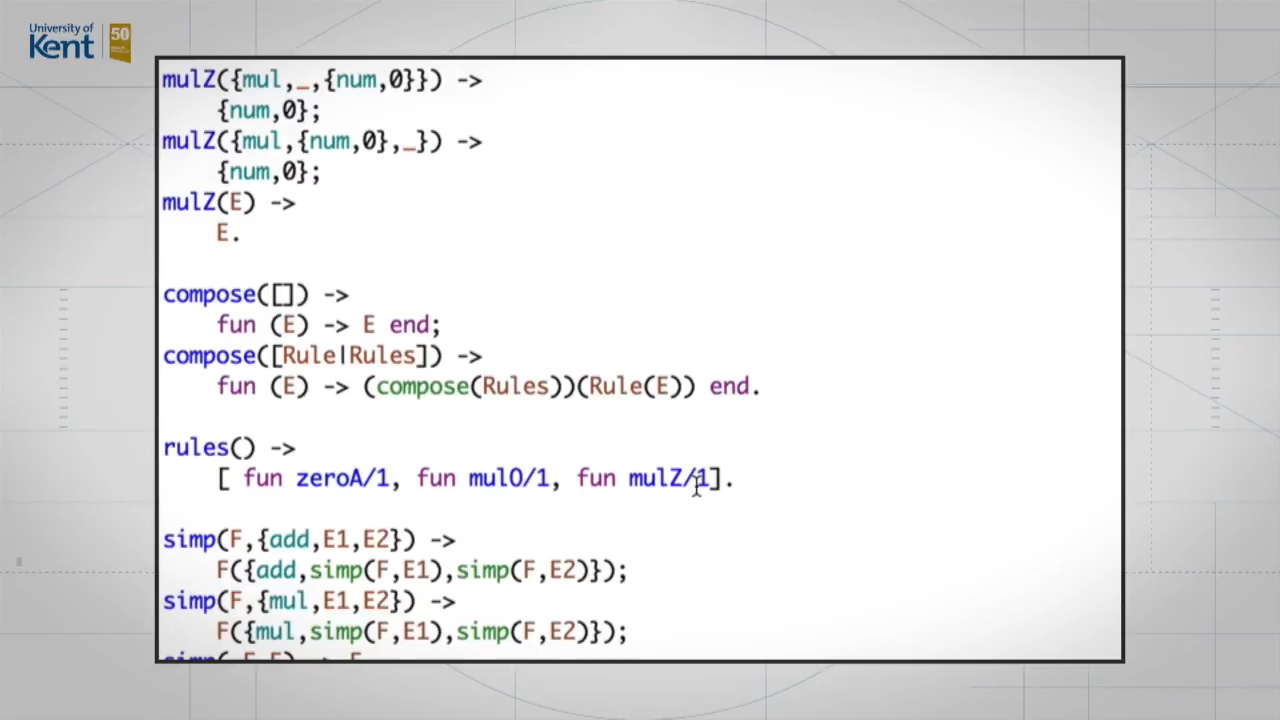 University of
Kent
50
mulZ({mul,_,{num,0}}) ->
{num,0};
mulZ({mul,{num,0},_}) ->
{num,0};
mulZ(E) ->
E.
compose([]) ->
fun (E) -> E end;
compose([Rule|Rules]) ->
fun (E) -> (compose(Rules))(Rule(E)) end.
rules() ->
[ fun zeroA/1, fun mulO/1, fun mulZ/1].
simp(F,{add,E1,E2}) ->
F({add,simp(F,E1),simp(F,E2)});
simp(F,{mul,E1,E2}) ->
F({mul,simp(F,E1),simp(F,E2)});